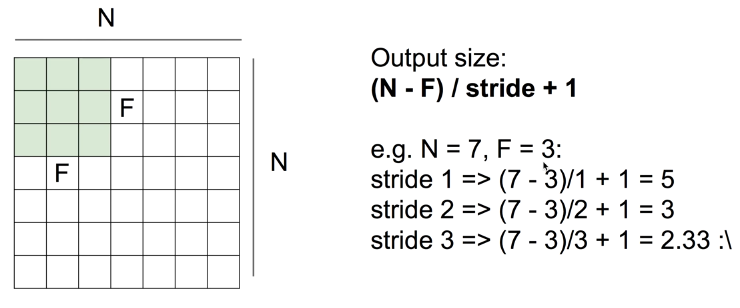 N
F
F
N
Output size:
(N - F) / stride + 1
e.g. N = 7, F = 3:
stride 1 => (7 - 3)/1 + 1 = 5
stride 2 => (7 - 3)/2 + 1 = 3
stride 3 => (7 - 3)/3 + 1 = 2.33 :\